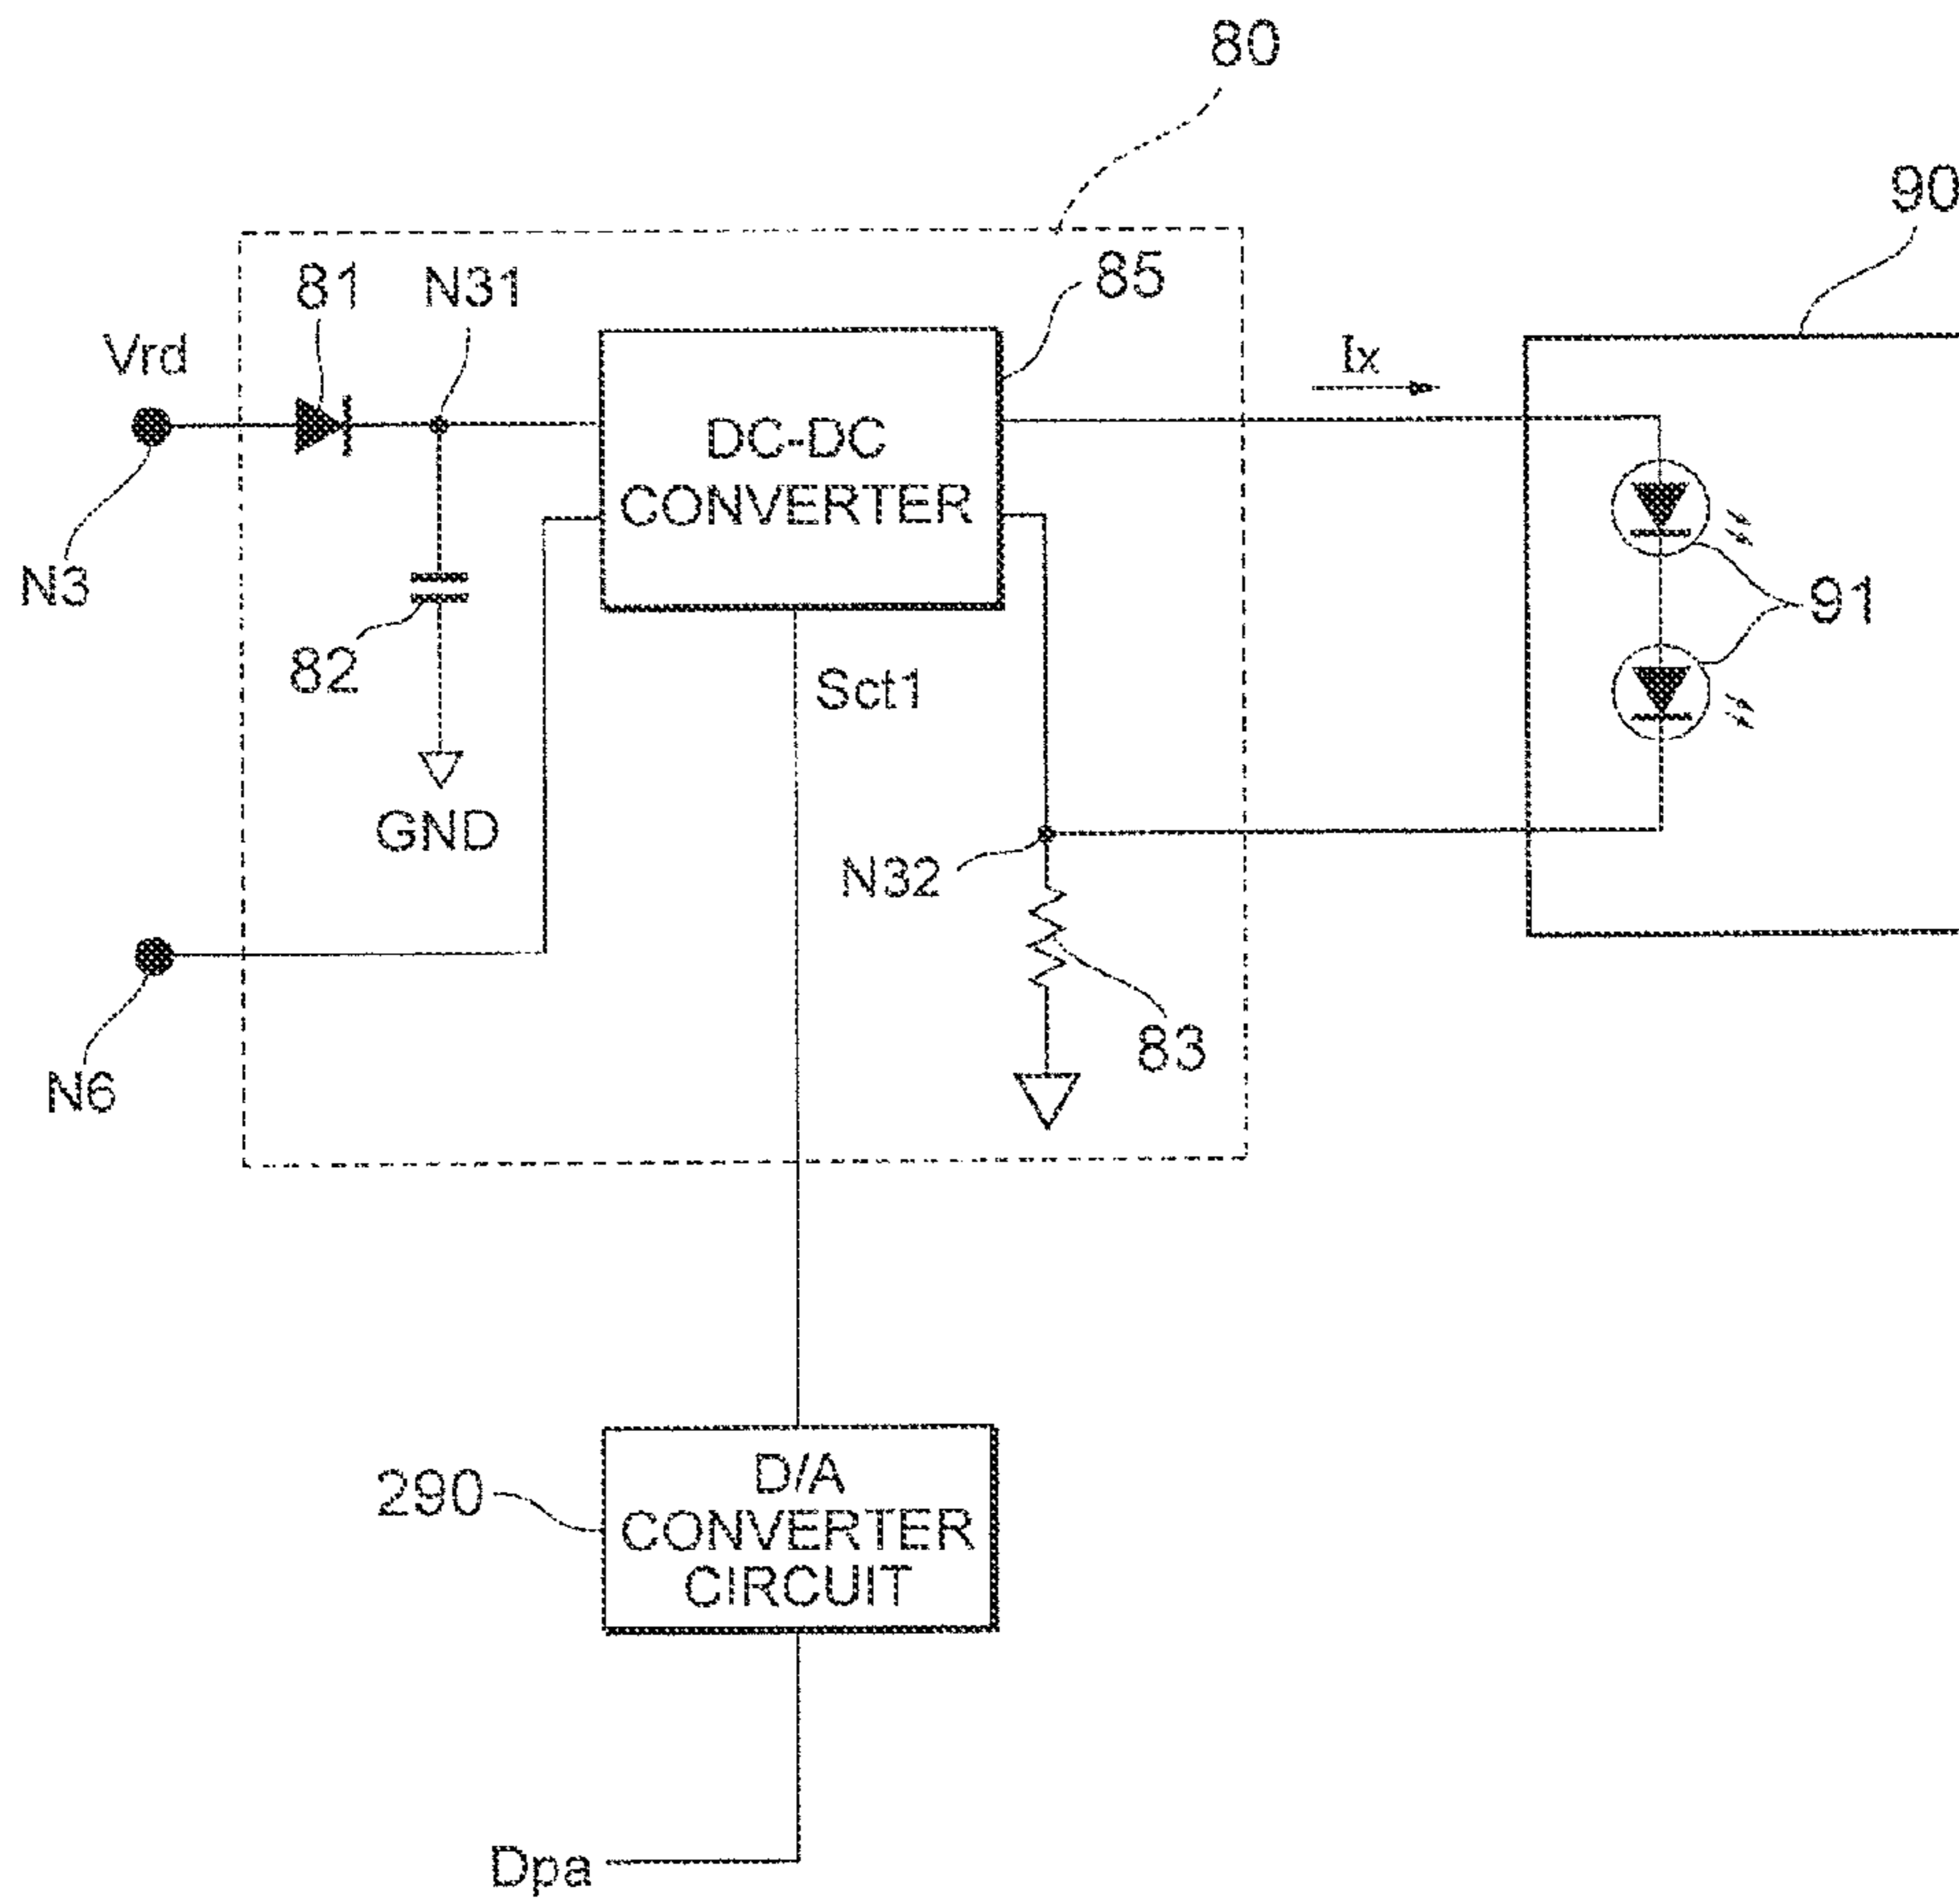 80
90
81
N31
85
Vrd
Ix
DC-DC
CONVERTER
N3
91
82
Sct1
GND
N32
83
N6
D/A
290
CONVERTER
CIRCUIT
Dpa